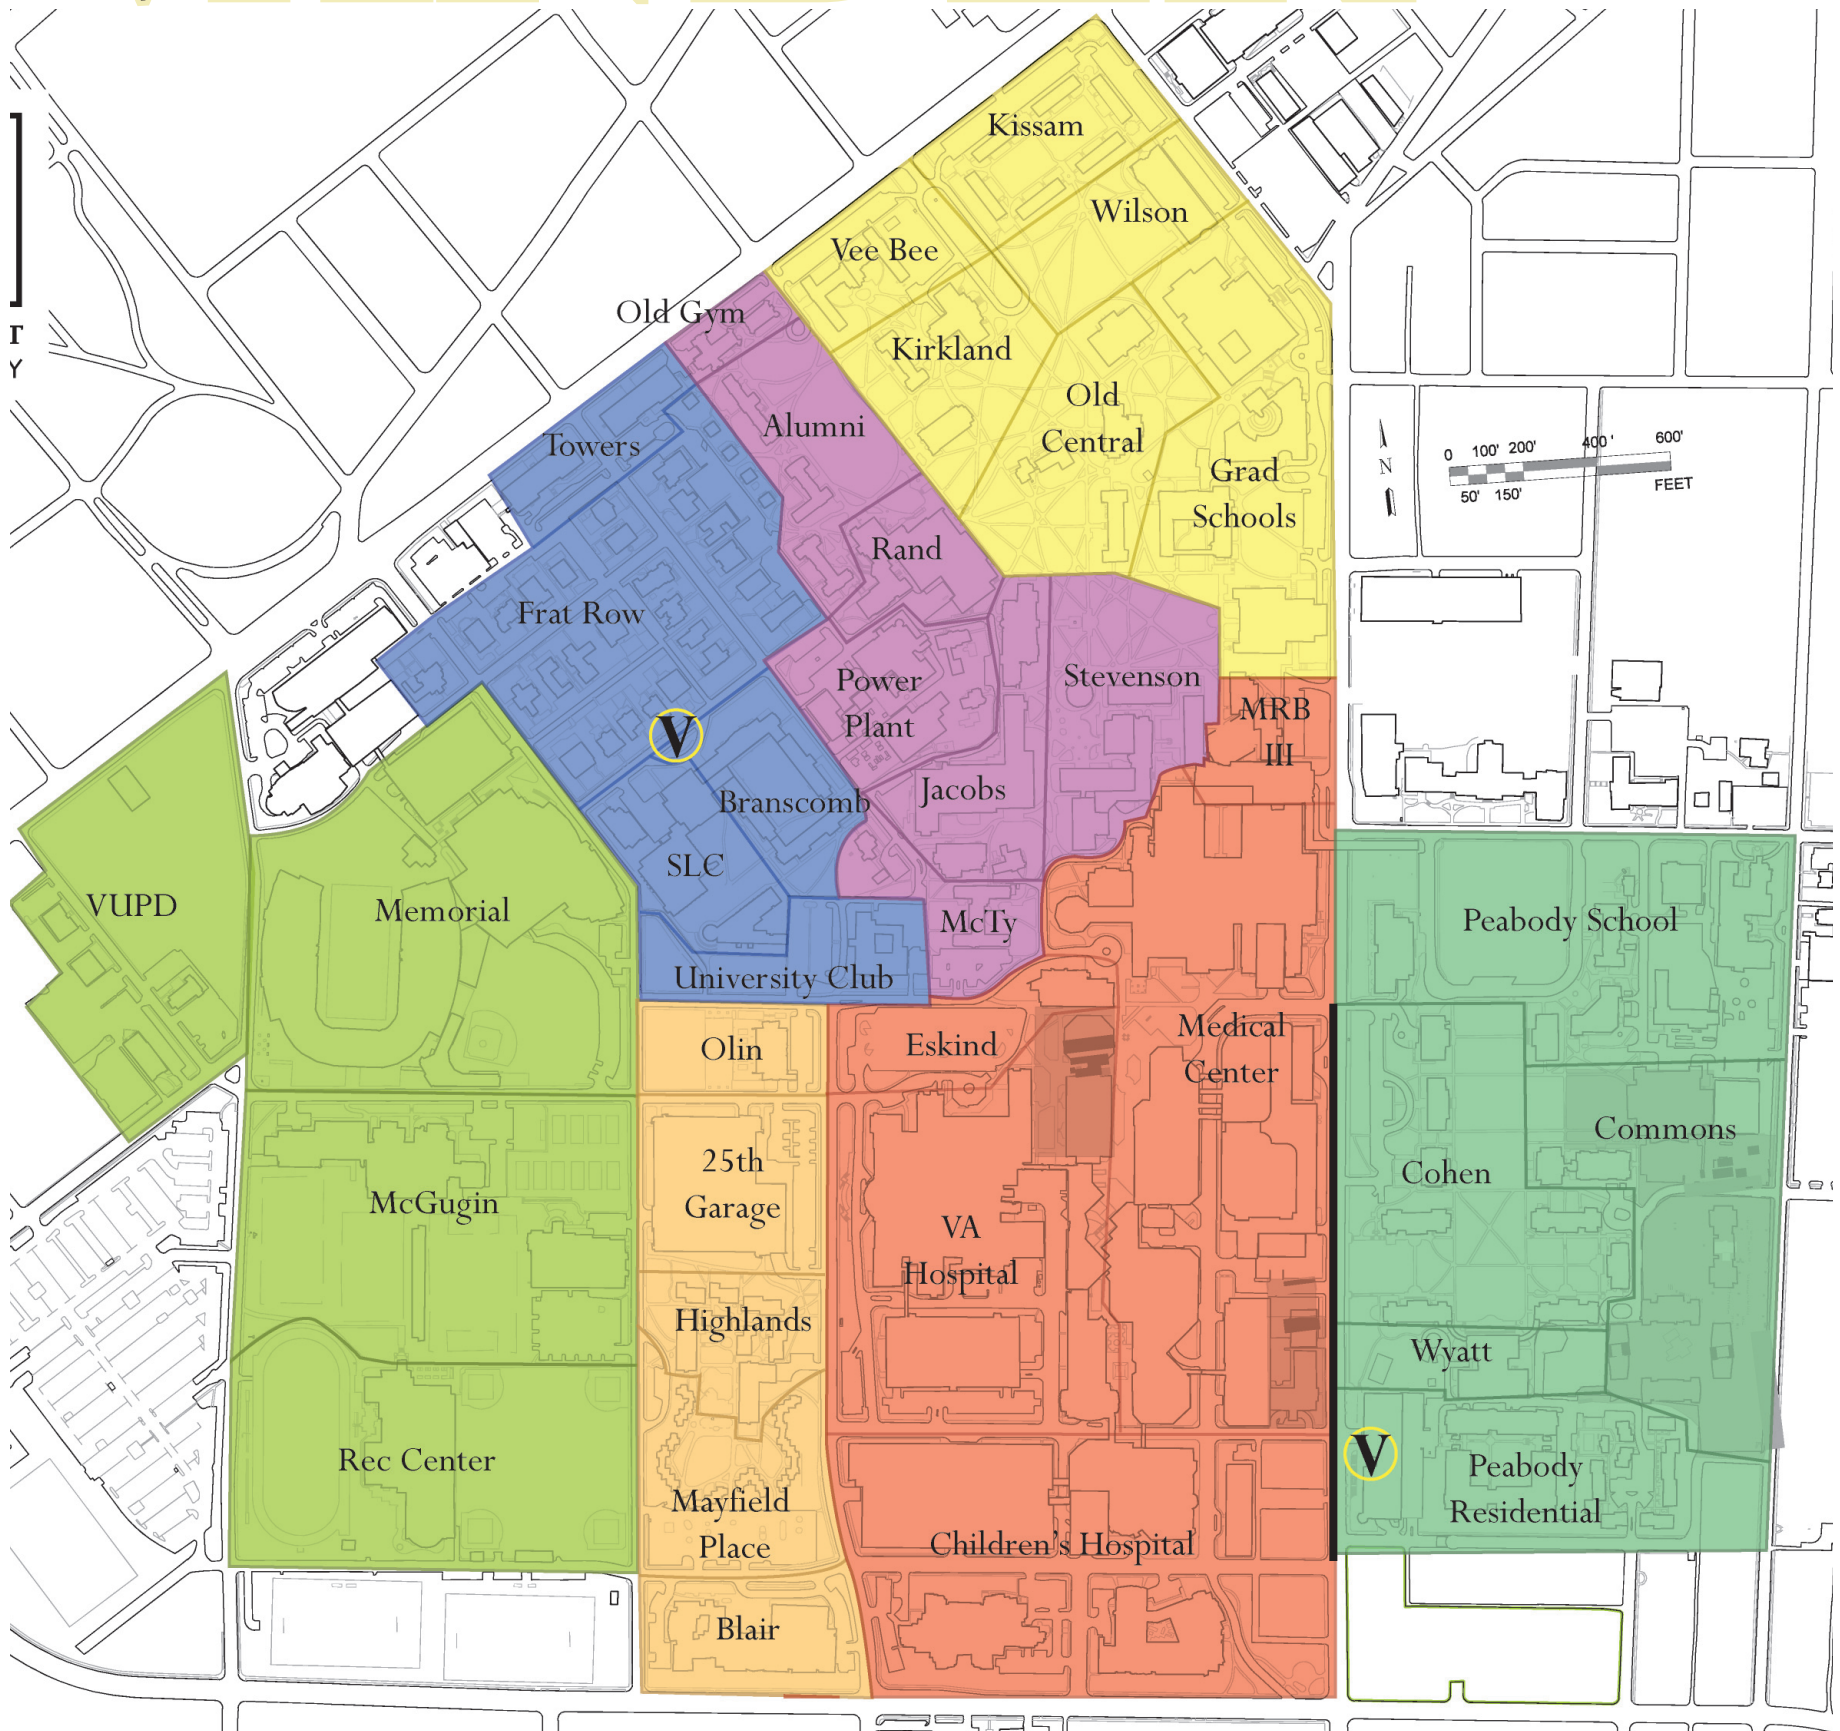 Kissam
Wilson
Vee Bee
Old Gym
T
Y
Kirkland
Old
Central
Alumni
Towers
Grad
Schools
N
0 100' 200' 400' 600'
50' 150' FEET
Rand
Frat Row
Power
Plant
Stevenson
MRB
III
V
Branscomb
Jacobs
SLC
VUPD
Memorial
McTy
Peabody School
University Club
Olin
Eskind
Medical
Center
Commons
25th
Garage
Cohen
McGugin
VA
Hospital
Highlands
Wyatt
Rec Center
V
Peabody
Residential
Mayfield
Place
Children's Hospital
Blair